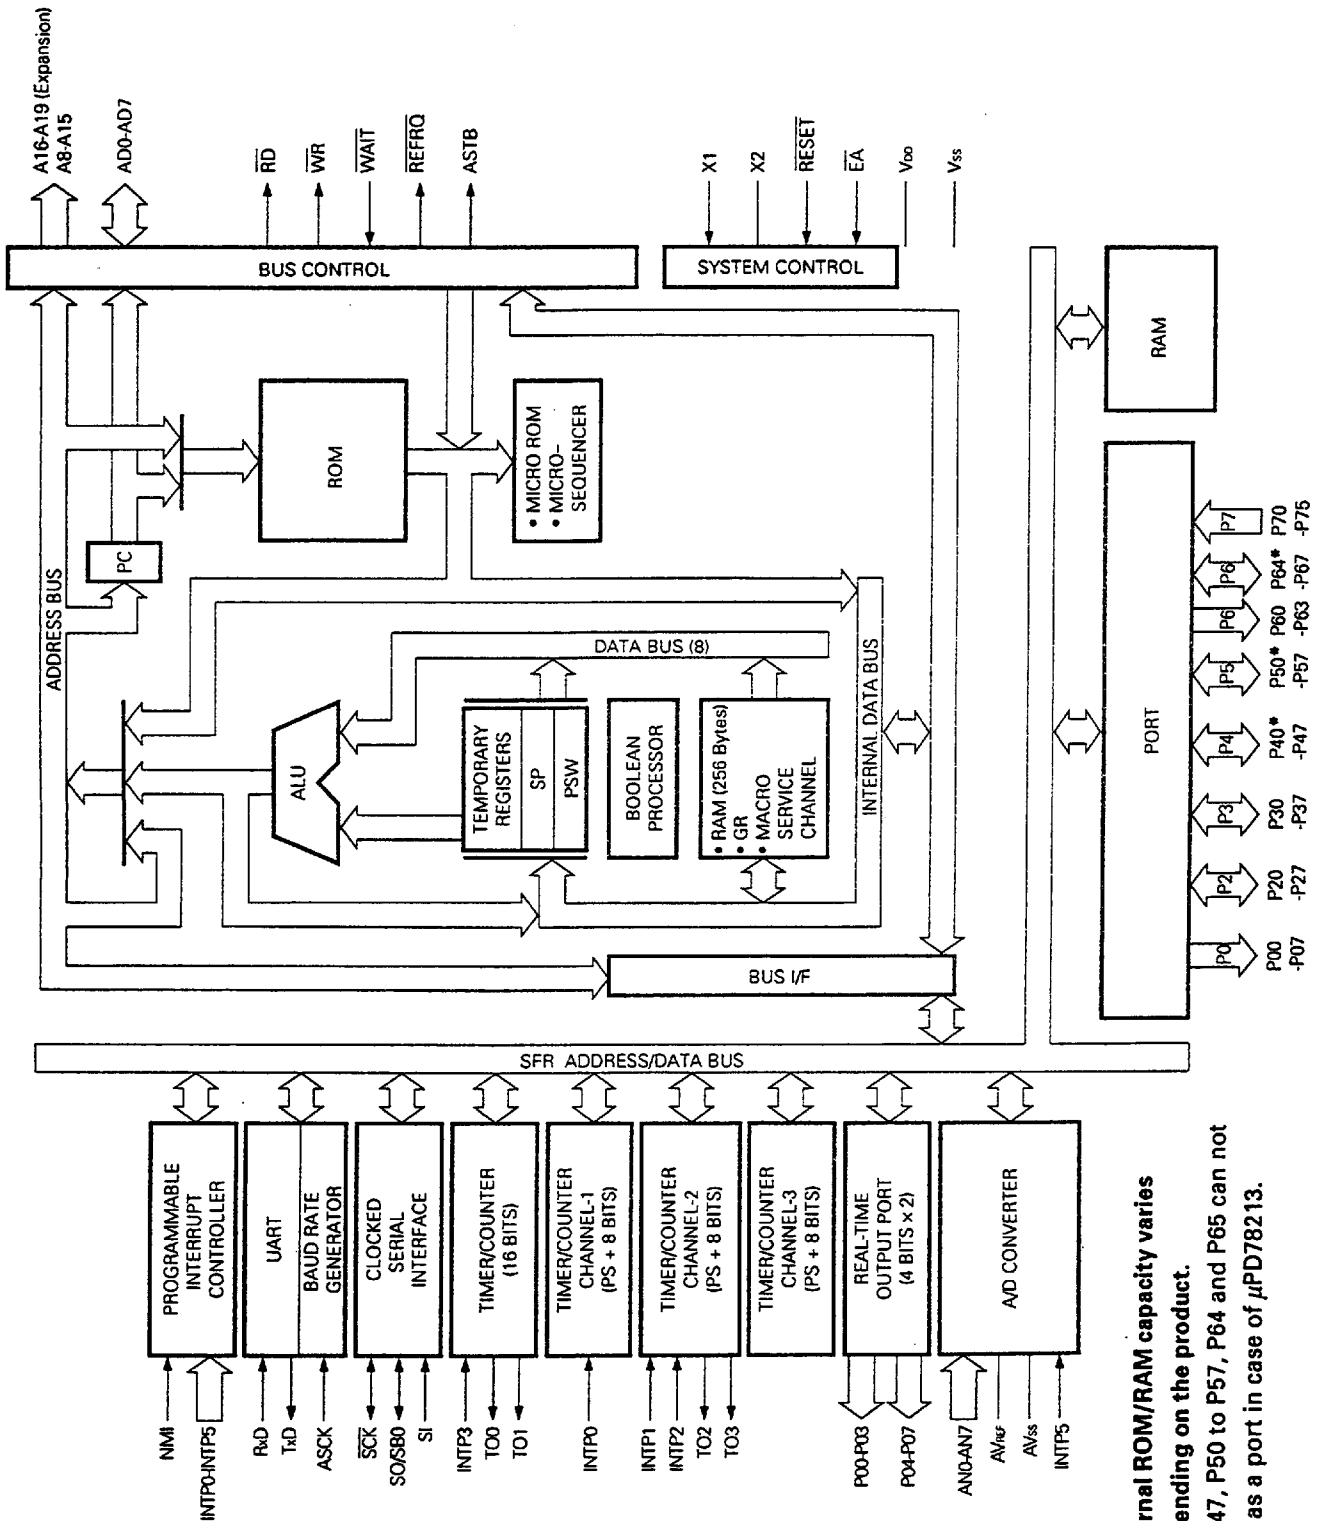 A16-A19 (Expansion)
A8-A15
AD0-AD7
RD
WR
WAIT
REFRQ
ASTB
X1
X2
RESET
EA
VDD
VSS
BUS CONTROL
SYSTEM CONTROL
ADDRESS BUS
PC
ROM
• MICRO ROM
• MICRO-
SEQUENCER
RAM
ALU
DATA BUS (8)
TEMPORARY
REGISTERS
SP
PSW
BOOLEAN
PROCESSOR
• RAM (256 Bytes)
• GR
• MACRO
SERVICE
CHANNEL
INTERNAL DATA BUS
BUS I/F
SFR ADDRESS/DATA BUS
PORT
P0
P2
P3
P4
P5
P6
P6
P7
P00
-P07
P20
-P27
P30
-P37
P40*
-P47
P50*
-P57
P60
-P63
P64*
-P67
P70
-P75
PROGRAMMABLE
INTERRUPT
CONTROLLER
UART
BAUD RATE
GENERATOR
CLOCKED
SERIAL
INTERFACE
TIMER/COUNTER
(16 BITS)
TIMER/COUNTER
CHANNEL-1
(PS + 8 BITS)
TIMER/COUNTER
CHANNEL-2
(PS + 8 BITS)
TIMER/COUNTER
CHANNEL-3
(PS + 8 BITS)
REAL-TIME
OUTPUT PORT
(4 BITS x 2)
A/D CONVERTER
NMI
INTP0-INTP5
RxD
TxD
ASCK
SCK
SO/SB0
SI
INTP3
TO0
TO1
INTP0
INTP1
INTP2
TO2
TO3
P00-P03
P04-P07
AN0-AN7
AVREF
AVSS
INTP5
rnal ROM/RAM capacity varies
ending on the product.
47, P50 to P57, P64 and P65 can not
as a port in case of μPD78213.